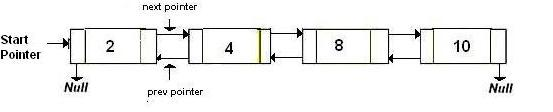 next pointer
Start
Pointer
2
4
8
10
Null
prev pointer
Null